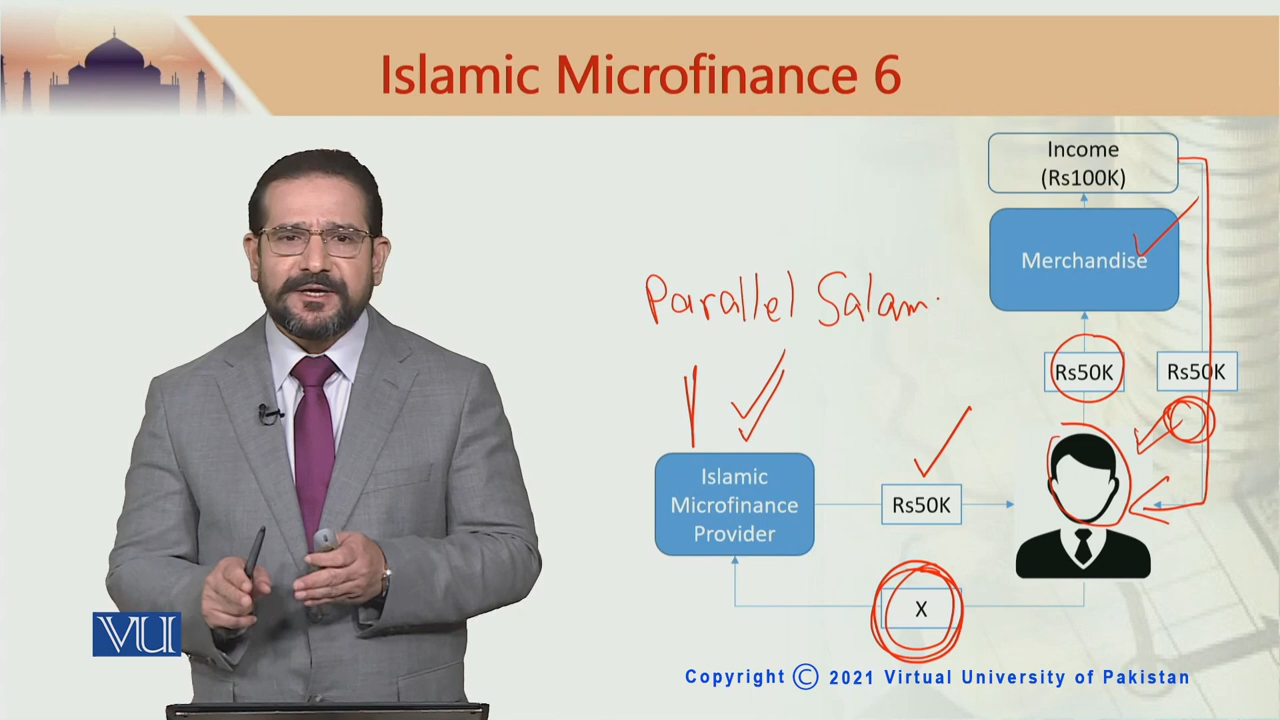 Islamic Microfinance 6
Income
(Rs100K)
Merchandise
Parallel Salam.
Rs50K
Rs50K
Islamic
Microfinance
Provider
Rs50K
X
VU
Copyright © 2021 Virtual University of Pakistan